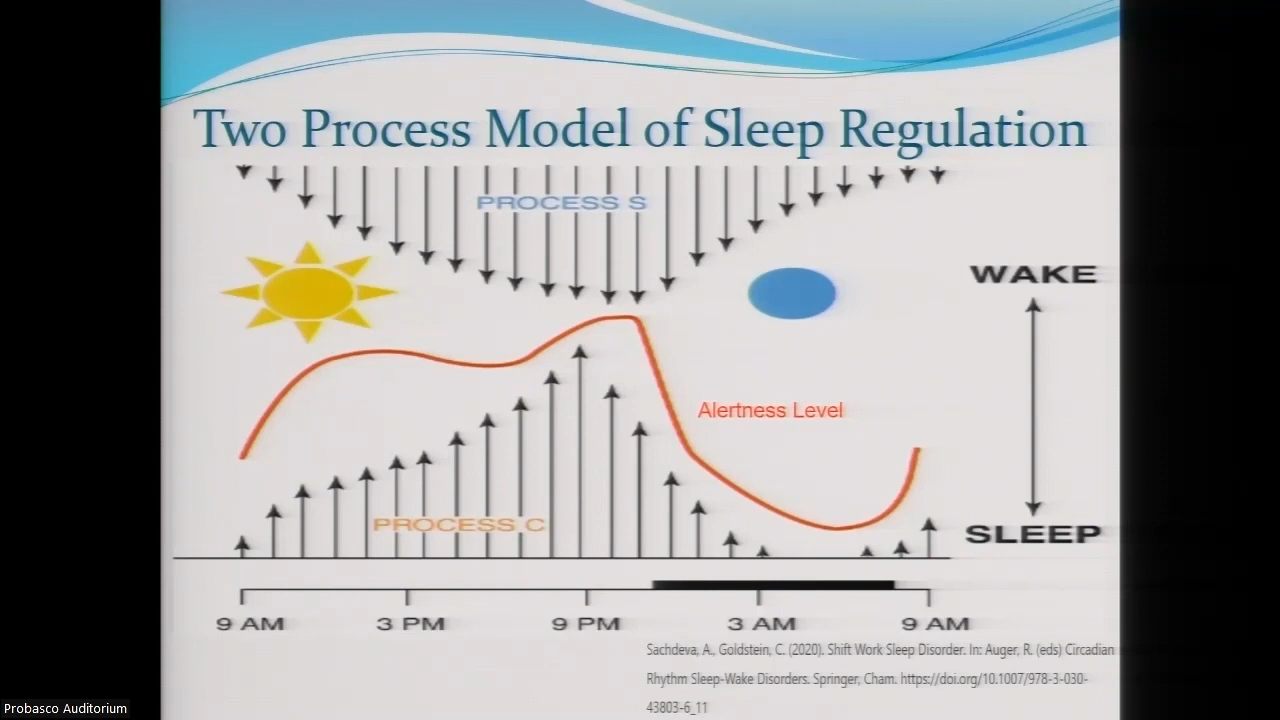 Two Process Model of Sleep Regulation
PROCESS S
WAKE
Alertness Level
PROCESS C
SLEEP
9 AM 3 PM 9 PM 3 AM 9 AM
Sachdeva, A., Goldstein, C. (2020). Shift Work Sleep Disorder. In: Auger, R. (eds) Circadian
Rhythm Sleep-Wake Disorders. Springer, Cham. https://doi.org/10.1007/978-3-030-
43803-6_11
Probasco Auditorium